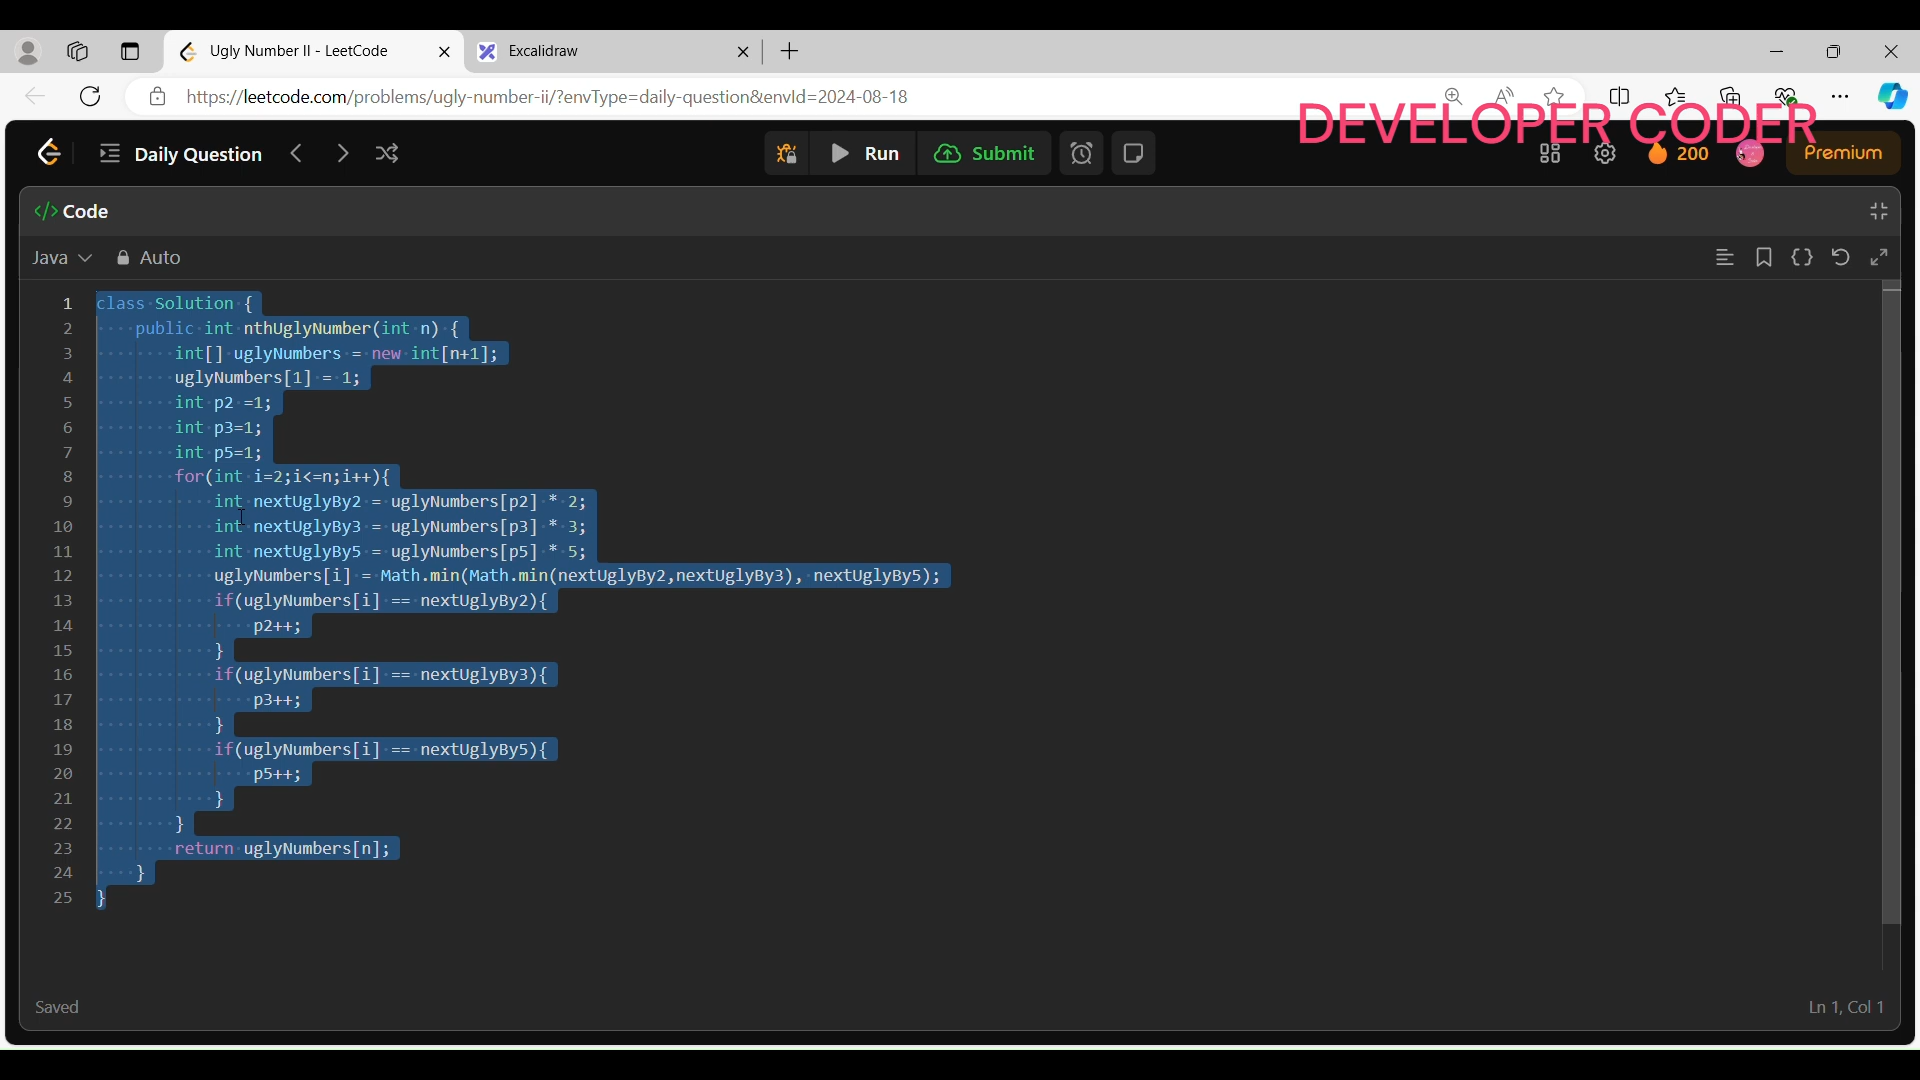 Ugly Number II - LeetCode
Excalidraw
https://leetcode.com/problems/ugly-number-ii/?envType=daily-question&envId=2024-08-18
DEVELOPER CODER
Daily Question
Run
Submit
200
Premium
</> Code
Java
Auto
1 class Solution {
2 public int nthUglyNumber(int n) {
3 int[] uglyNumbers = new int[n+1];
4 uglyNumbers[1] = 1;
5 int p2 =1;
6 int p3=1;
7 int p5=1;
8 for(int i=2;i<=n;i++){
9 int nextUglyBy2 = uglyNumbers[p2] * 2;
10 int nextUglyBy3 = uglyNumbers[p3] * 3;
11 int nextUglyBy5 = uglyNumbers[p5] * 5;
12 uglyNumbers[i] = Math.min(Math.min(nextUglyBy2,nextUglyBy3), nextUglyBy5);
13 if(uglyNumbers[i] == nextUglyBy2){
14 p2++;
15 }
16 if(uglyNumbers[i] == nextUglyBy3){
17 p3++;
18 }
19 if(uglyNumbers[i] == nextUglyBy5){
20 p5++;
21 }
22 }
23 return uglyNumbers[n];
24 }
25 }
Saved
Ln 1, Col 1